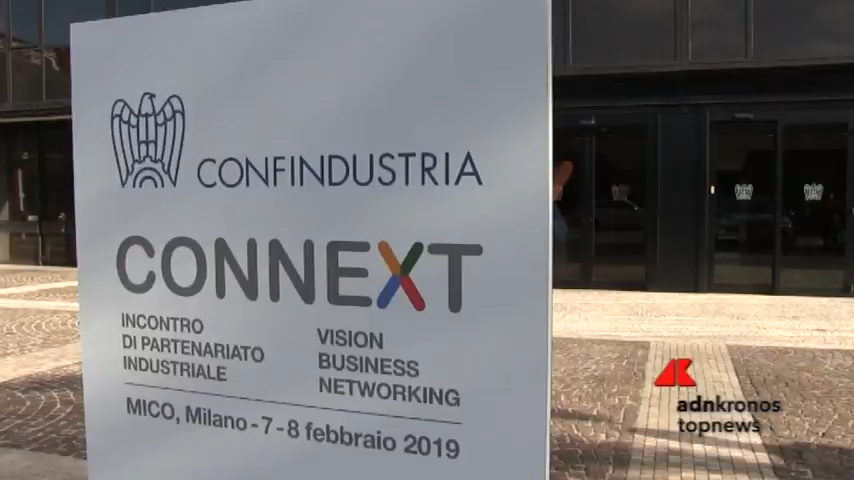 CONFINDUSTRIA
CONNEXT
INCONTRO
DI PARTENARIATO
INDUSTRIALE
VISION
BUSINESS
NETWORKING
MICO, Milano - 7 - 8 febbraio 2019
adnkronos
topnews